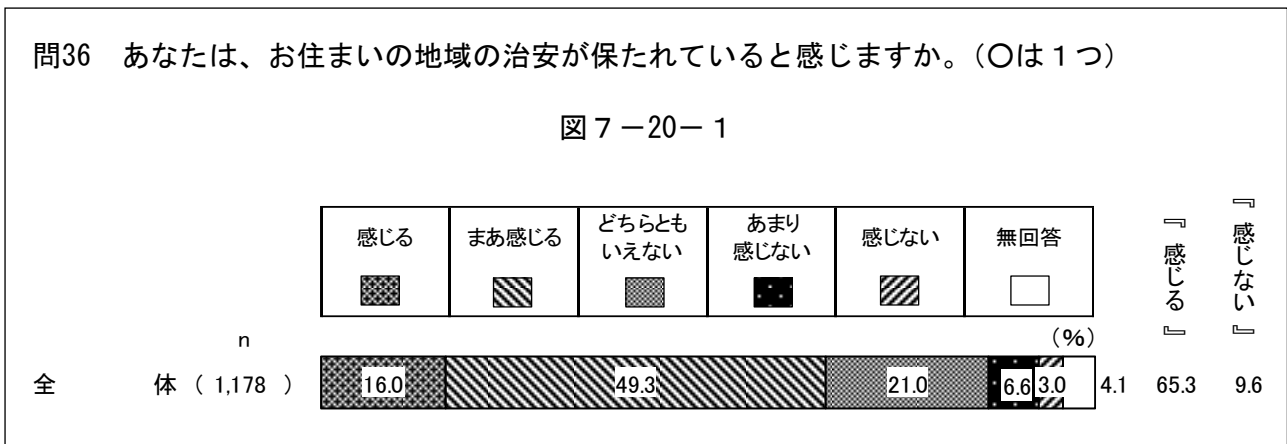 問36　あなたは、お住まいの地域の治安が保たれていると感じますか。（○は１つ）
図７－20－１
感じる
まあ感じる
どちらとも
いえない
あまり
感じない
感じない
無回答
『感じる』
『感じない』
n
（％）
全　体（ 1,178 ）
16.0
49.3
21.0
6.6
3.0
4.1
65.3
9.6